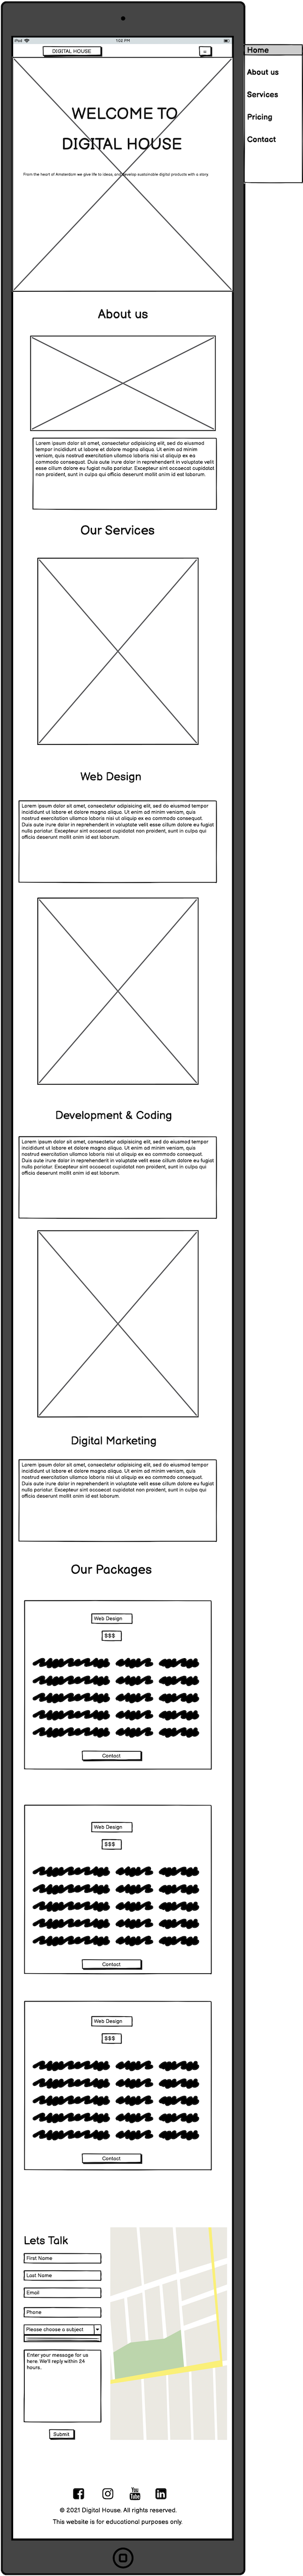 iPad
1:02 PM
DIGITAL HOUSE
Home
About us
Services
Pricing
Contact
WELCOME TO
DIGITAL HOUSE
From the heart of Amsterdam we give life to ideas, and develop sustainable digital products with a story.
About us
Lorem ipsum dolor sit amet, consectetur adipisicing elit, sed do eiusmod
tempor incididunt ut labore et dolore magna aliqua. Ut enim ad minim
veniam, quis nostrud exercitation ullamco laboris nisi ut aliquip ex ea
commodo consequat. Duis aute irure dolor in reprehenderit in voluptate velit
esse cillum dolore eu fugiat nulla pariatur. Excepteur sint occaecat cupidatat
non proident, sunt in culpa qui officia deserunt mollit anim id est laborum.
Our Services
Web Design
Lorem ipsum dolor sit amet, consectetur adipisicing elit, sed do eiusmod tempor
incididunt ut labore et dolore magna aliqua. Ut enim ad minim veniam, quis
nostrud exercitation ullamco laboris nisi ut aliquip ex ea commodo consequat.
Duis aute irure dolor in reprehenderit in voluptate velit esse cillum dolore eu fugiat
nulla pariatur. Excepteur sint occaecat cupidatat non proident, sunt in culpa qui
officia deserunt mollit anim id est laborum.
Development & Coding
Lorem ipsum dolor sit amet, consectetur adipisicing elit, sed do eiusmod tempor
incididunt ut labore et dolore magna aliqua. Ut enim ad minim veniam, quis
nostrud exercitation ullamco laboris nisi ut aliquip ex ea commodo consequat.
Duis aute irure dolor in reprehenderit in voluptate velit esse cillum dolore eu fugiat
nulla pariatur. Excepteur sint occaecat cupidatat non proident, sunt in culpa qui
officia deserunt mollit anim id est laborum.
Digital Marketing
Lorem ipsum dolor sit amet, consectetur adipisicing elit, sed do eiusmod tempor
incididunt ut labore et dolore magna aliqua. Ut enim ad minim veniam, quis
nostrud exercitation ullamco laboris nisi ut aliquip ex ea commodo consequat.
Duis aute irure dolor in reprehenderit in voluptate velit esse cillum dolore eu fugiat
nulla pariatur. Excepteur sint occaecat cupidatat non proident, sunt in culpa qui
officia deserunt mollit anim id est laborum.
Our Packages
Web Design
$$$
Contact
Web Design
$$$
Contact
Web Design
$$$
Contact
Lets Talk
First Name
Last Name
Email
Phone
Please choose a subject
Enter your message for us
here. We'll reply within 24
hours.
Submit
You
Tube
© 2021 Digital House. All rights reserved.
This website is for educational purposes only.